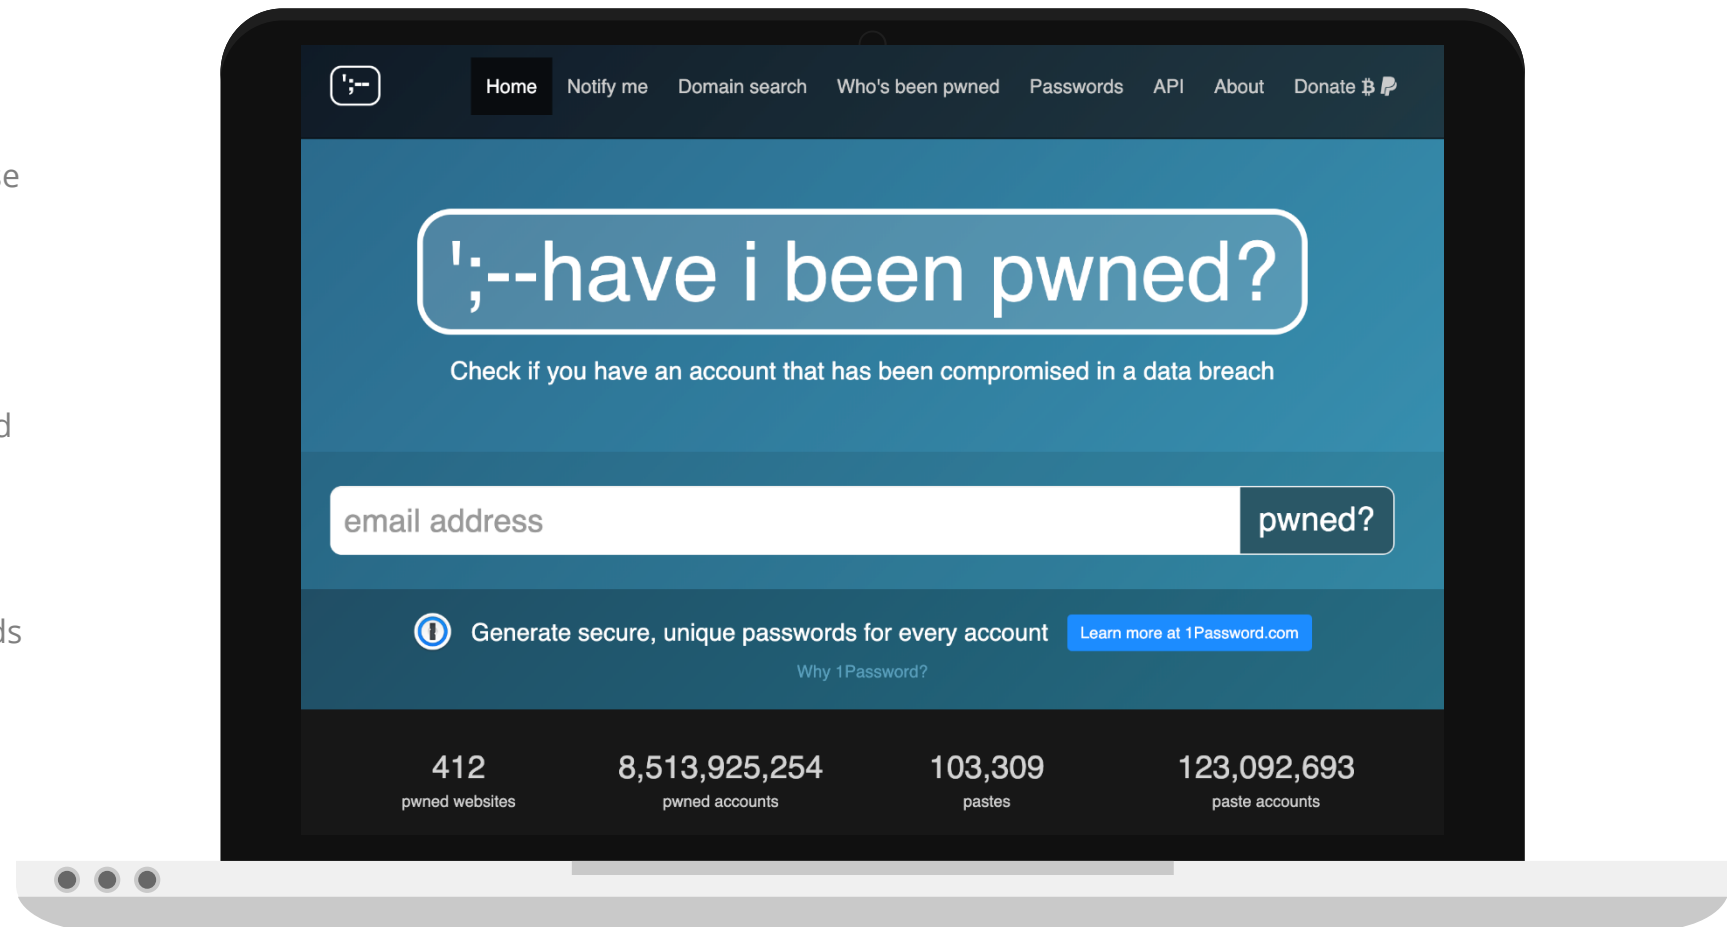 ';--
Home Notify me Domain search Who's been pwned Passwords API About Donate
se
';--have i been pwned?
Check if you have an account that has been compromised in a data breach
d
email address pwned?
Generate secure, unique passwords for every account Learn more at 1Password.com
ds
Why 1Password?
412 8,513,925,254 103,309 123,092,693
pwned websites pwned accounts pastes paste accounts